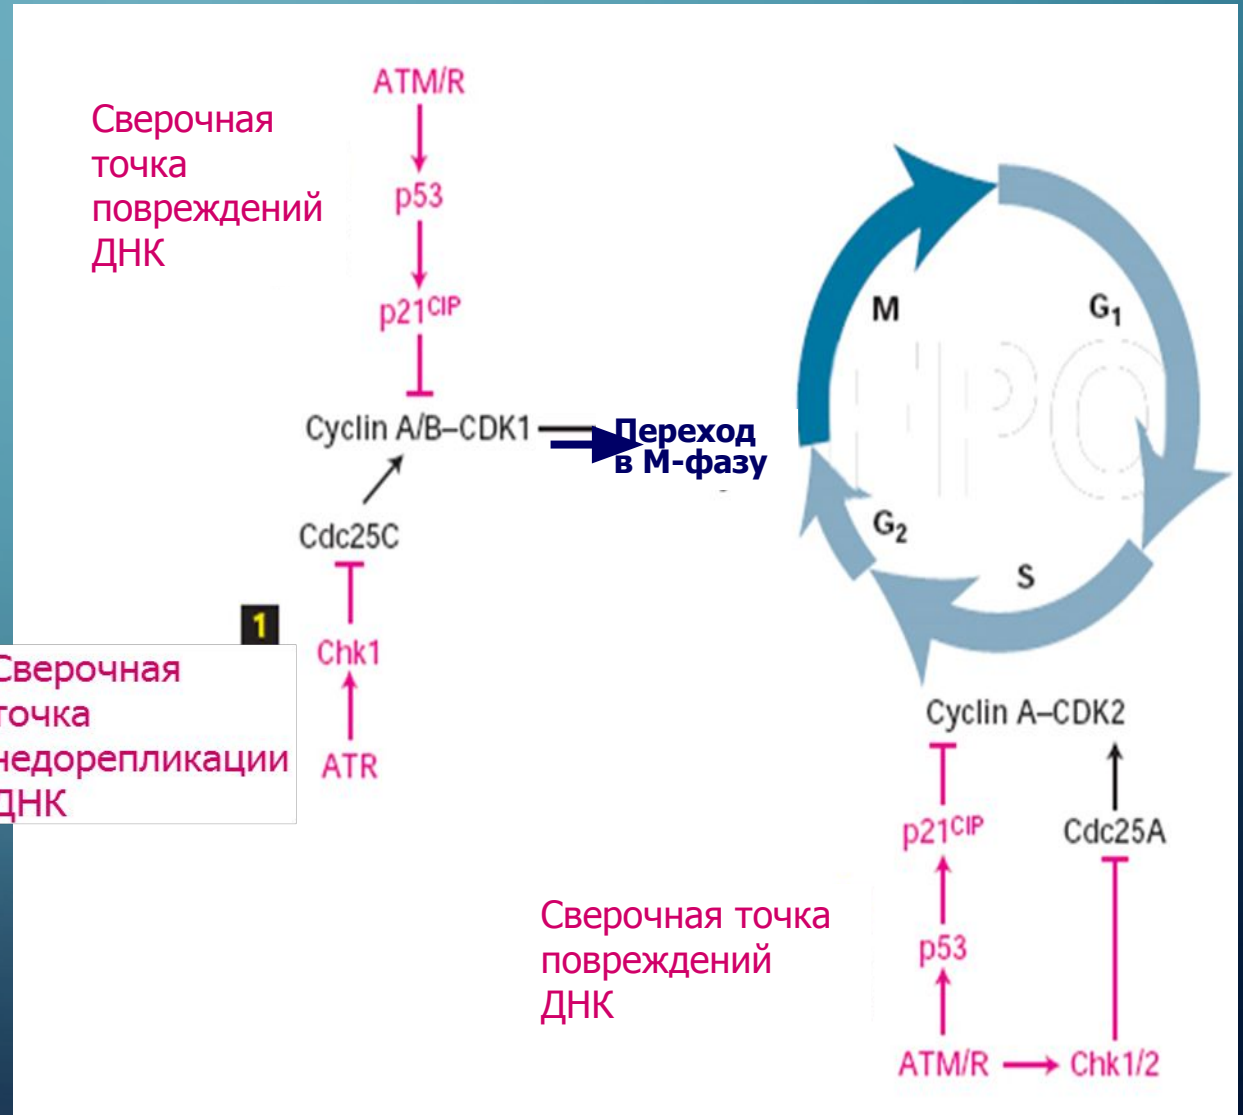 ATM/R
Сверочная
точка
повреждений
ДНК
p53
p21CIP
Cyclin A/B–CDK1
Переход
в М-фазу
Cdc25C
1
Chk1
Сверочная
точка
недорепликации
ДНК
ATR
M
G1
G2
S
Cyclin A–CDK2
p21CIP
Cdc25A
Сверочная точка
повреждений
ДНК
p53
ATM/R
Chk1/2